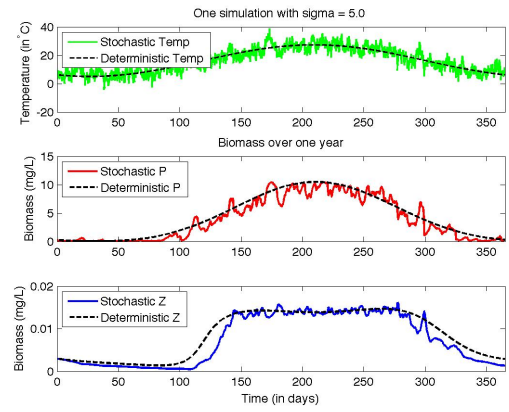 One simulation with sigma = 5.0
Temperature (in°C)
40
20
0
-20
Stochastic Temp
Deterministic Temp
0 50 100 150 200 250 300 350
Biomass over one year
Biomass (mg/L)
15
10
5
0
Stochastic P
Deterministic P
0 50 100 150 200 250 300 350
Biomass (mg/L)
0.02
0.01
0
Stochastic Z
Deterministic Z
0 50 100 150 200 250 300 350
Time (in days)